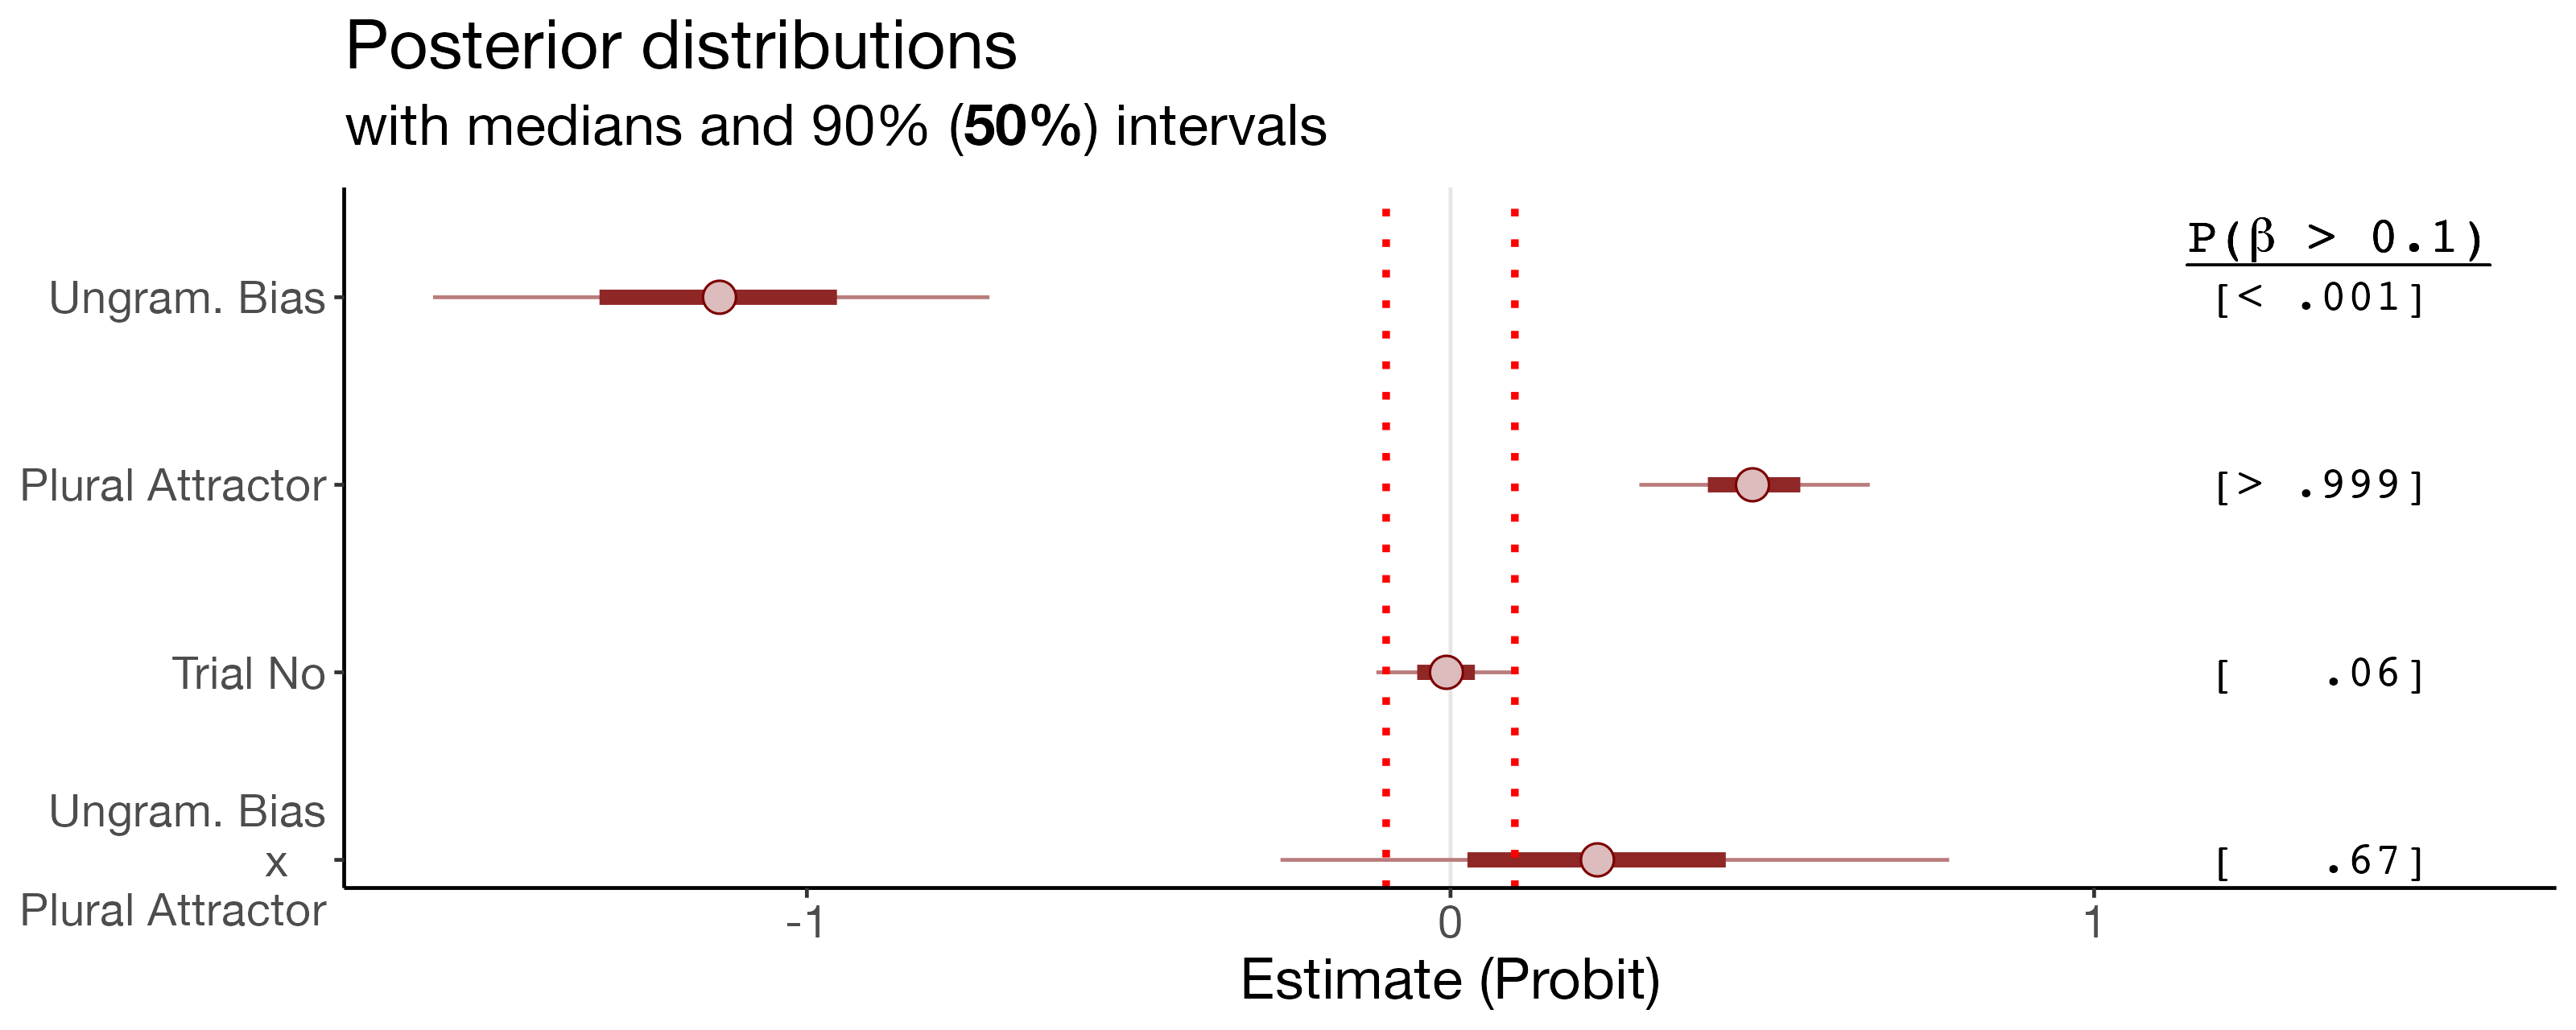 Posterior distributions
with medians and 90% (50%) intervals
P(β > 0.1)
Ungram. Bias
[< .001]
Plural Attractor
[> .999]
Trial No
[ .06]
Ungram. Bias
x
Plural Attractor
[ .67]
-1 0 1
Estimate (Probit)